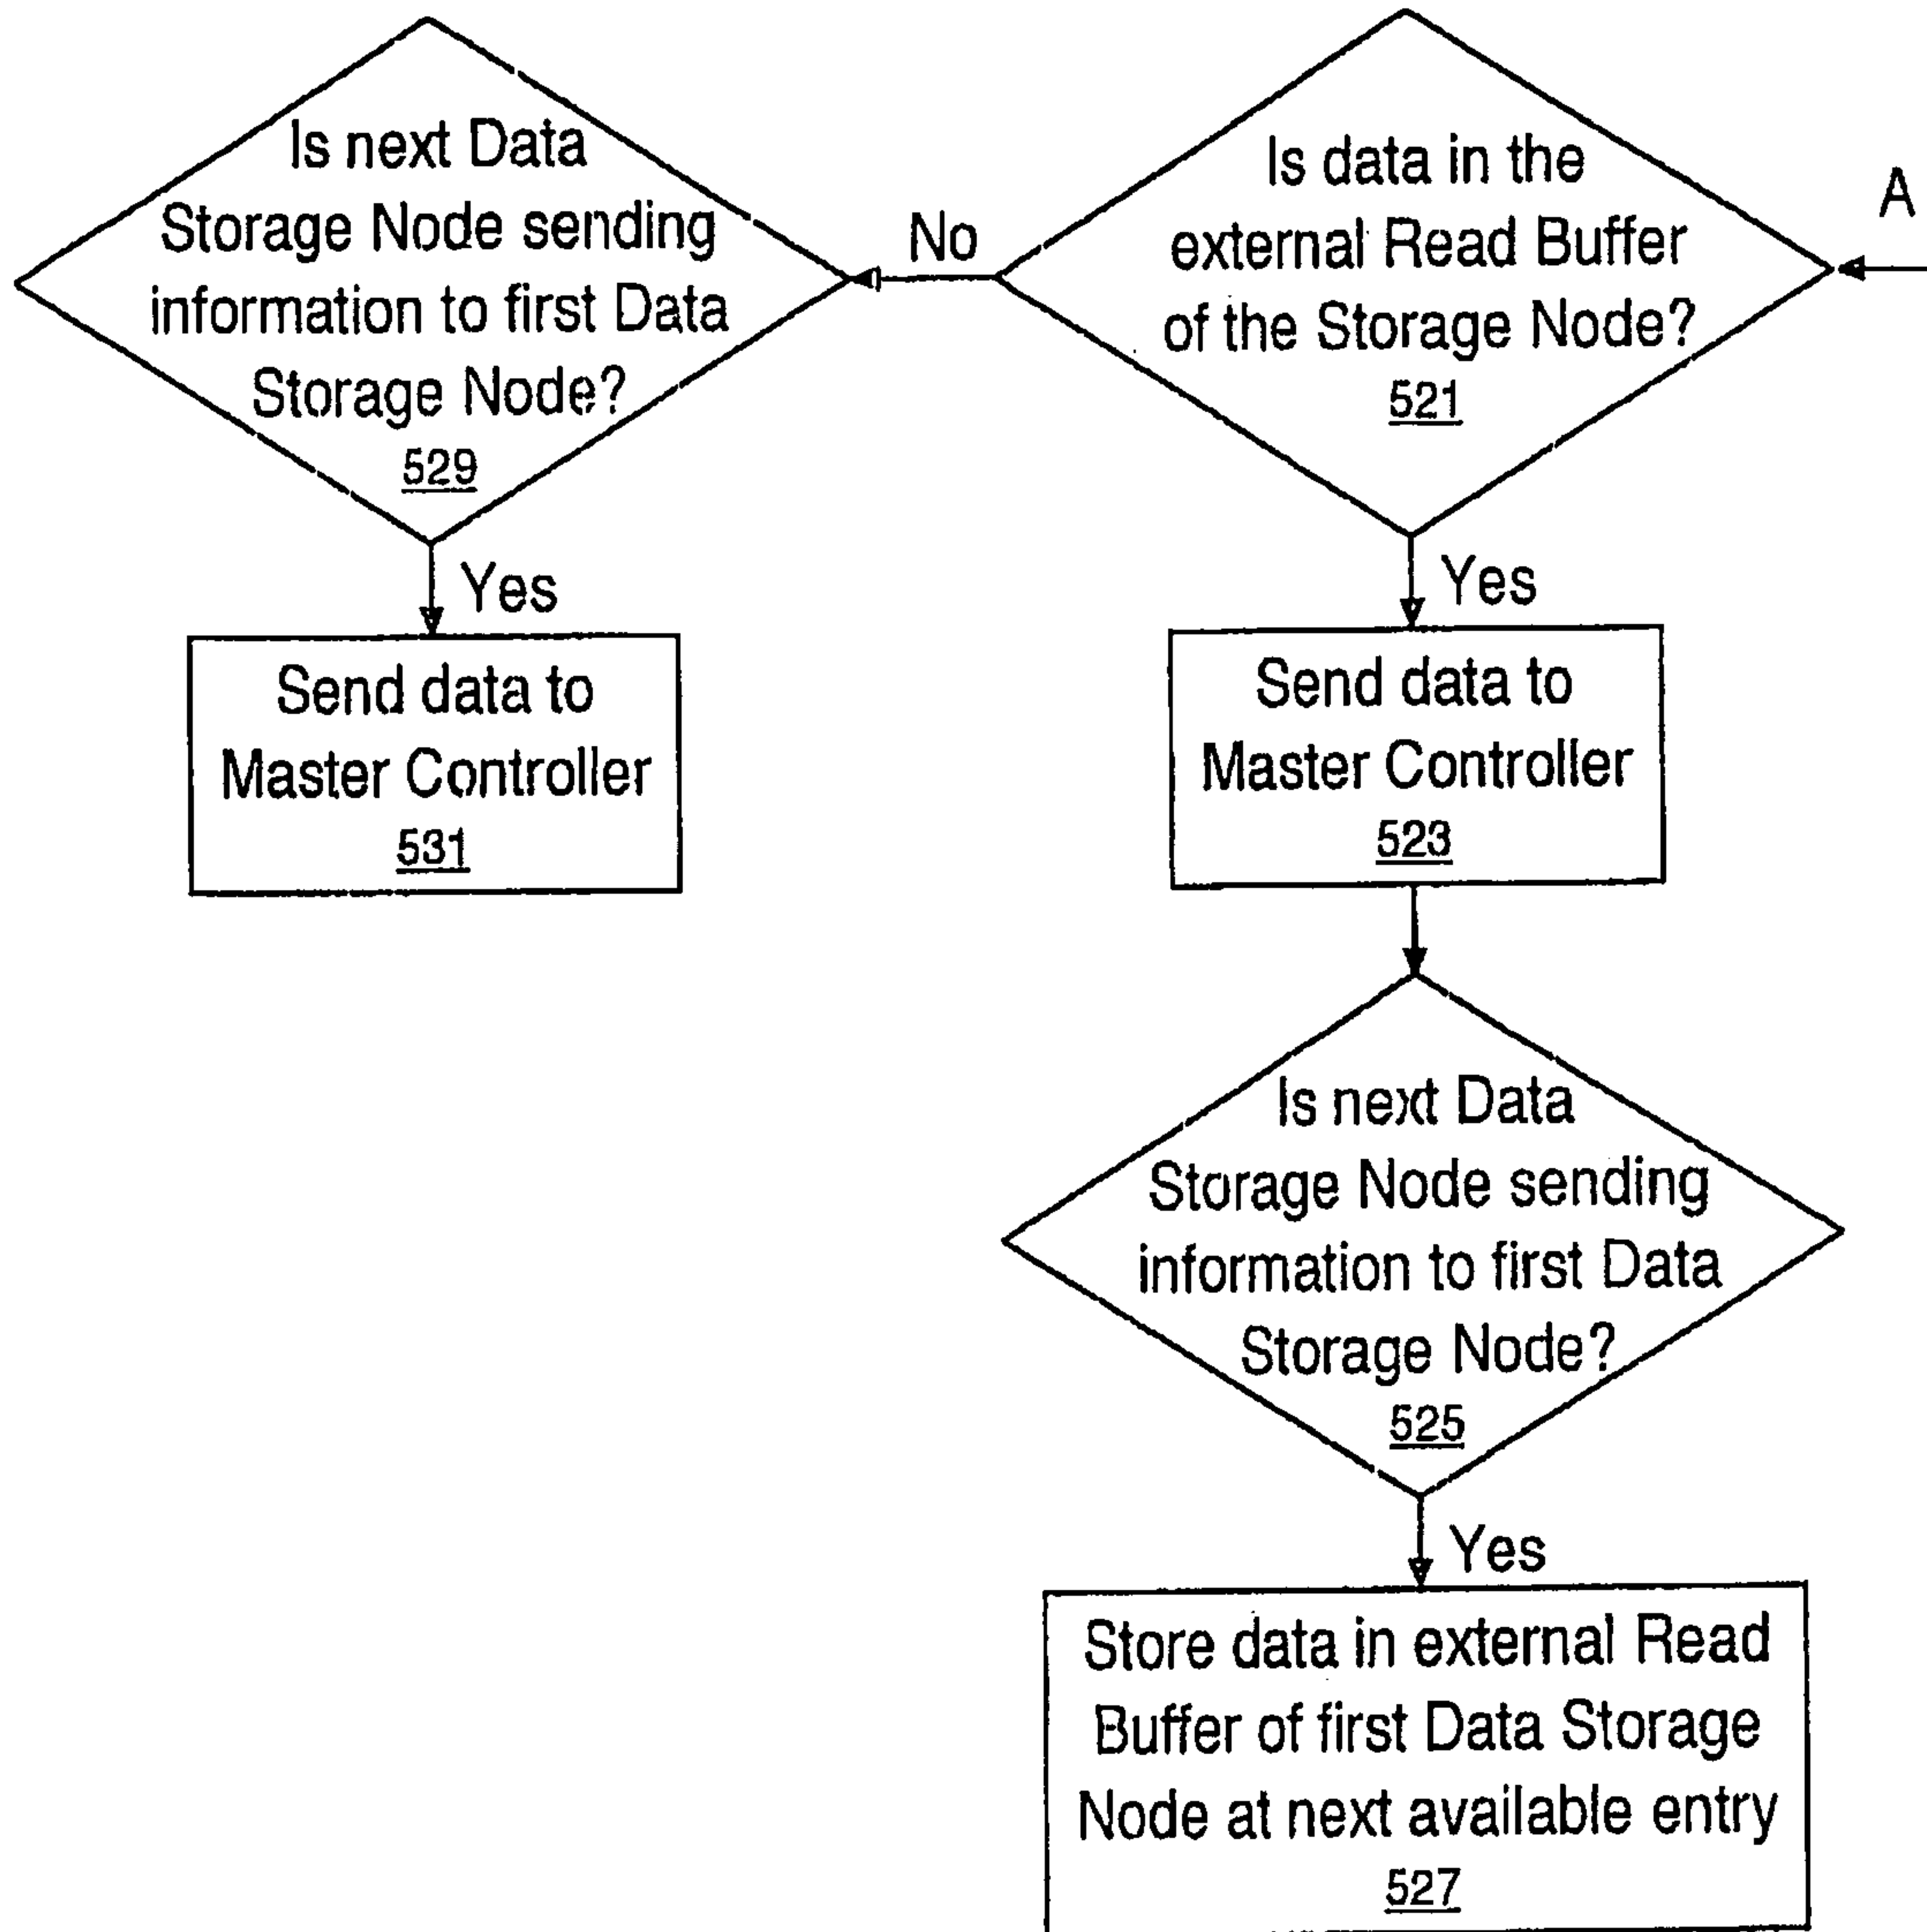 Is next Data
Storage Node sending
information to first Data
Storage Node?
529
No
Is data in the
external Read Buffer
of the Storage Node?
521
A
Yes
Send data to
Master Controller
531
Yes
Send data to
Master Controller
523
Is next Data
Storage Node sending
information to first Data
Storage Node?
525
Yes
Store data in external Read
Buffer of first Data Storage
Node at next available entry
527